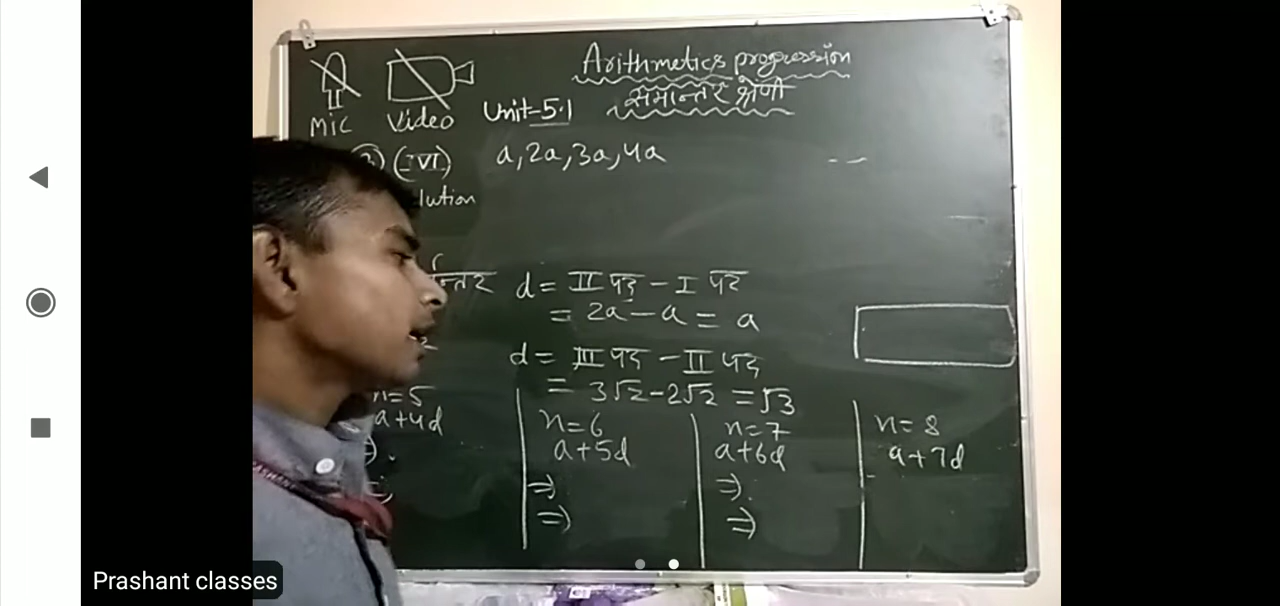 Arithmetics progression
समान्तर श्रेणी
Mic Video Unit-5.1
(VI) a, 2a, 3a, 4a --
lution
न्तर d = II पद - I पद
= 2a - a = a
d = III पद - II पद
= 3√2 - 2√2 = √3
n=5 n=6 n=7 n=8
a+4d a+5d a+6d a+7d
⇒ ⇒ ⇒
⇒ ⇒
Prashant classes